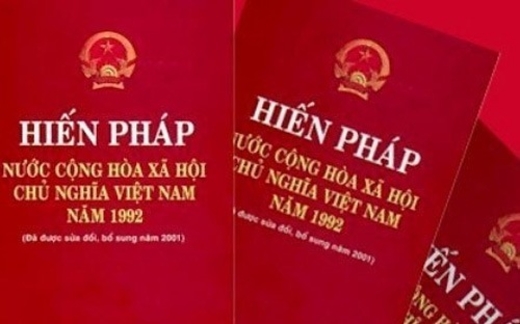 HIẾN PHÁP
NƯỚC CỘNG HÒA XÃ HỘI
CHỦ NGHĨA VIỆT NAM
NĂM 1992
(Đã được sửa đổi, bổ sung năm 2001)
HIẾN PHÁP
NƯỚC CỘNG HÒA XÃ HỘI
CHỦ NGHĨA VIỆT NAM
NĂM 1992
(Đã được sửa đổi, bổ sung năm 2001)